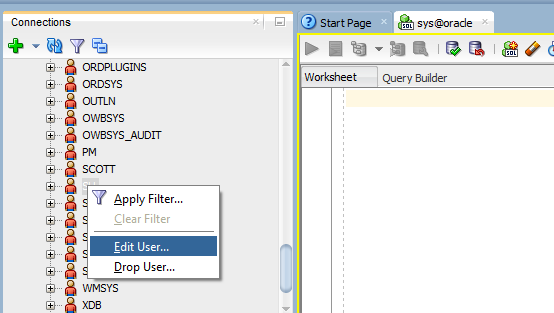 Connections
Start Page
sys@oracle
Worksheet
Query Builder
ORDPLUGINS
ORDSYS
OUTLN
OWBSYS
OWBSYS_AUDIT
PM
SCOTT
Apply Filter...
Clear Filter
Edit User...
Drop User...
WMSYS
XDB